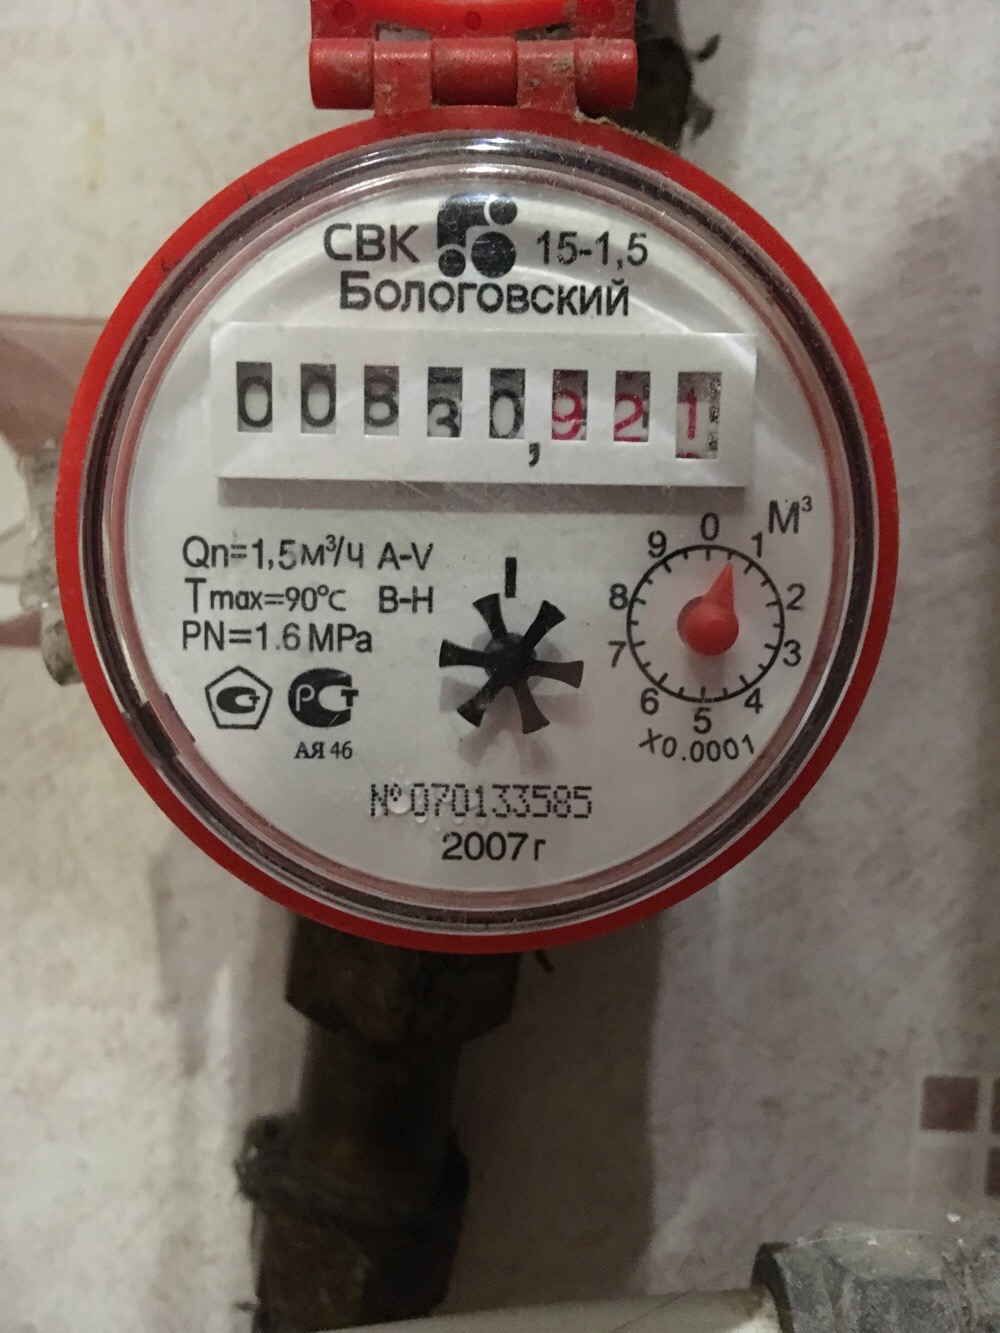 СВК 15-1,5
Бологовский
00830,921
М³
Qn=1,5м³/ч A-V
Tmax=90°C B-H
PN=1.6 MPa
0
1
2
3
4
5
6
7
8
9
X0.0001
РСТ
АЯ 46
№070133585
2007г